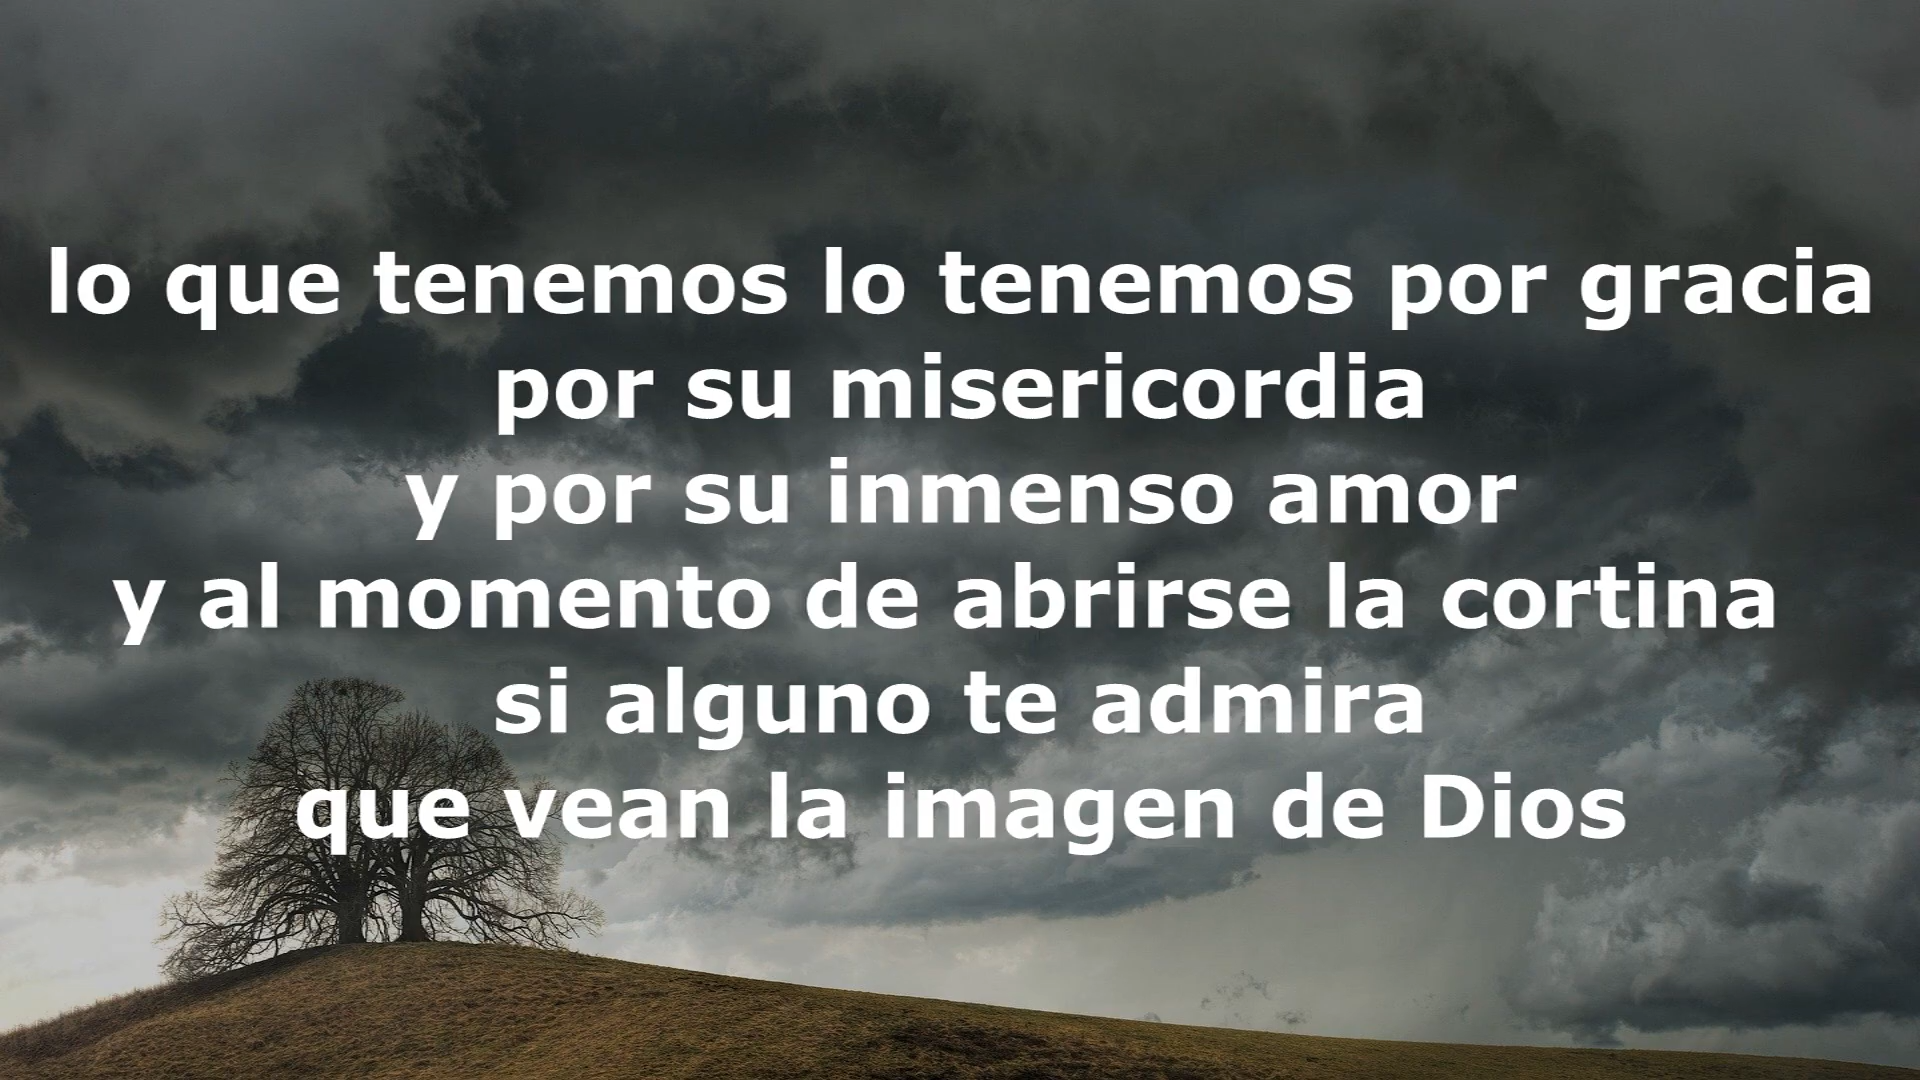 lo que tenemos lo tenemos por gracia
por su misericordia
y por su inmenso amor
y al momento de abrirse la cortina
si alguno te admira
que vean la imagen de Dios